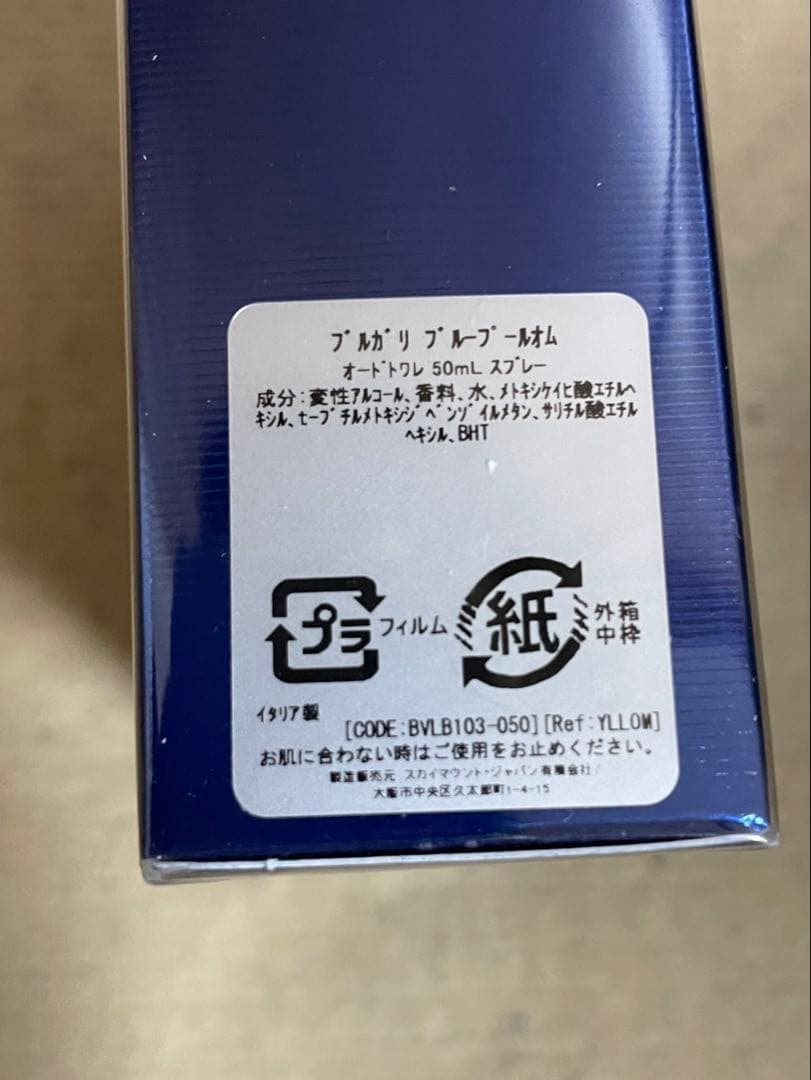 ﾌﾞﾙｶﾞﾘ ﾌﾞﾙｰﾌﾟｰﾙｵﾑ
ｵｰﾄﾞﾄﾜﾚ 50mL ｽﾌﾟﾚｰ
成分:変性ｱﾙｺｰﾙ、香料、水、ﾒﾄｷｼｹｲﾋ酸ｴﾁﾙﾍ
ｷｼﾙ、ｾｰﾌﾞﾁﾙﾒﾄｷｼｼﾞﾍﾞﾝｿﾞｲﾙﾒﾀﾝ、ｻﾘﾁﾙ酸ｴﾁﾙ
ﾍｷｼﾙ、BHT
プラ フィルム 紙 外箱
中枠
ｲﾀﾘｱ製
[CODE:BVLB103-050][Ref:YLLOM]
お肌に合わない時はご使用をお止めください。
製造販売元 スカイマウント・ジャパン有限会社
大阪市中央区久太郎町1-4-15